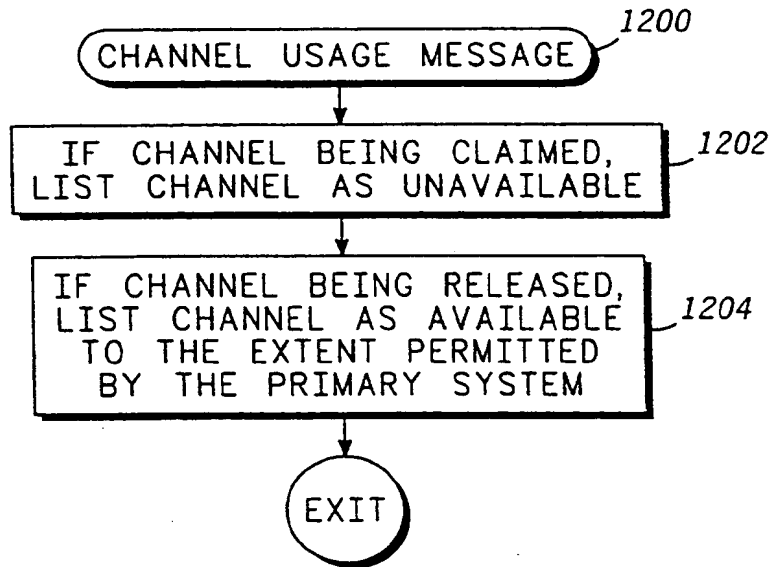 CHANNEL USAGE MESSAGE
1200
IF CHANNEL BEING CLAIMED,
LIST CHANNEL AS UNAVAILABLE
1202
IF CHANNEL BEING RELEASED,
LIST CHANNEL AS AVAILABLE
TO THE EXTENT PERMITTED
BY THE PRIMARY SYSTEM
1204
EXIT